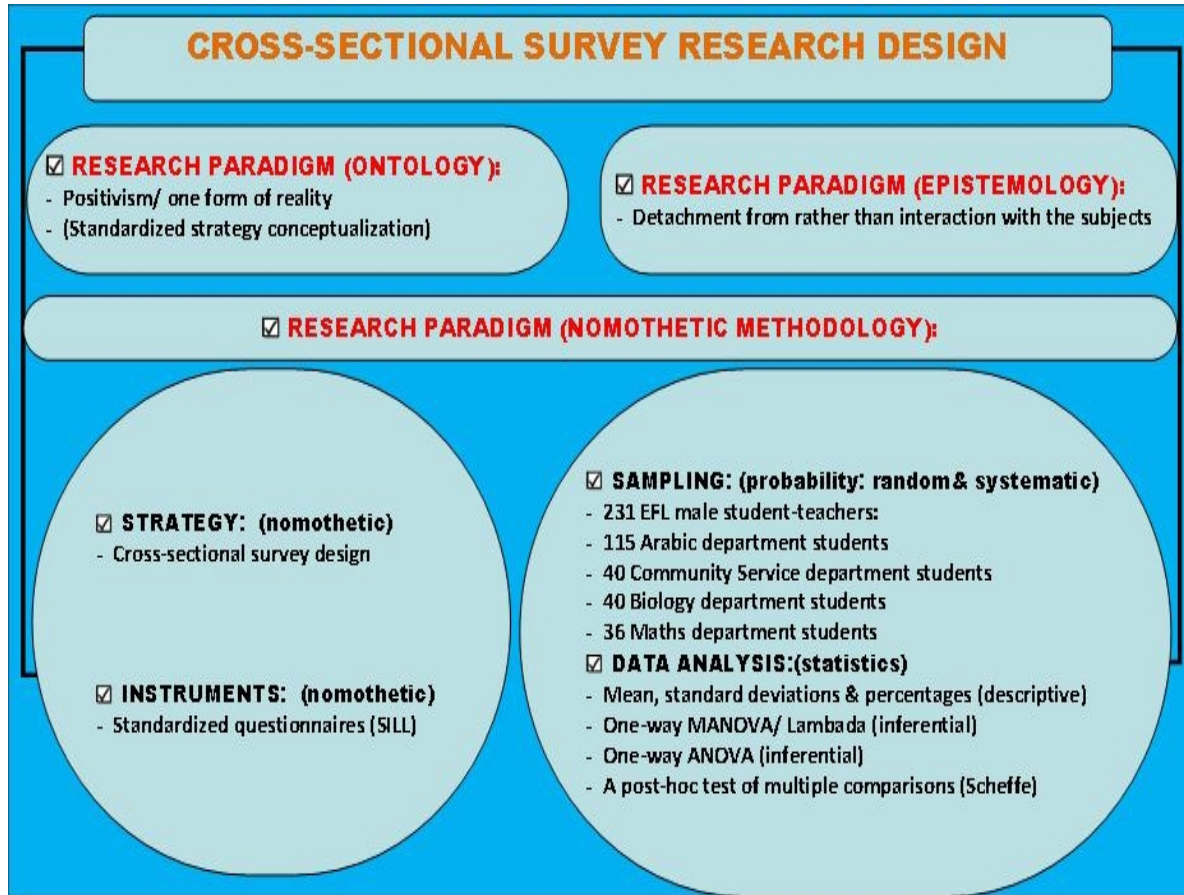 CROSS-SECTIONAL SURVEY RESEARCH DESIGN
☑ RESEARCH PARADIGM (ONTOLOGY):
- Positivism/ one form of reality
- (Standardized strategy conceptualization)
☑ RESEARCH PARADIGM (EPISTEMOLOGY):
- Detachment from rather than interaction with the subjects
☑ RESEARCH PARADIGM (NOMOTHETIC METHODOLOGY):
☑ STRATEGY: (nomothetic)
- Cross-sectional survey design
☑ INSTRUMENTS: (nomothetic)
- Standardized questionnaires (SILL)
☑ SAMPLING: (probability: random & systematic)
- 231 EFL male student-teachers:
- 115 Arabic department students
- 40 Community Service department students
- 40 Biology department students
- 36 Maths department students
☑ DATA ANALYSIS:(statistics)
- Mean, standard deviations & percentages (descriptive)
- One-way MANOVA/ Lambada (inferential)
- One-way ANOVA (inferential)
- A post-hoc test of multiple comparisons (Scheffe)